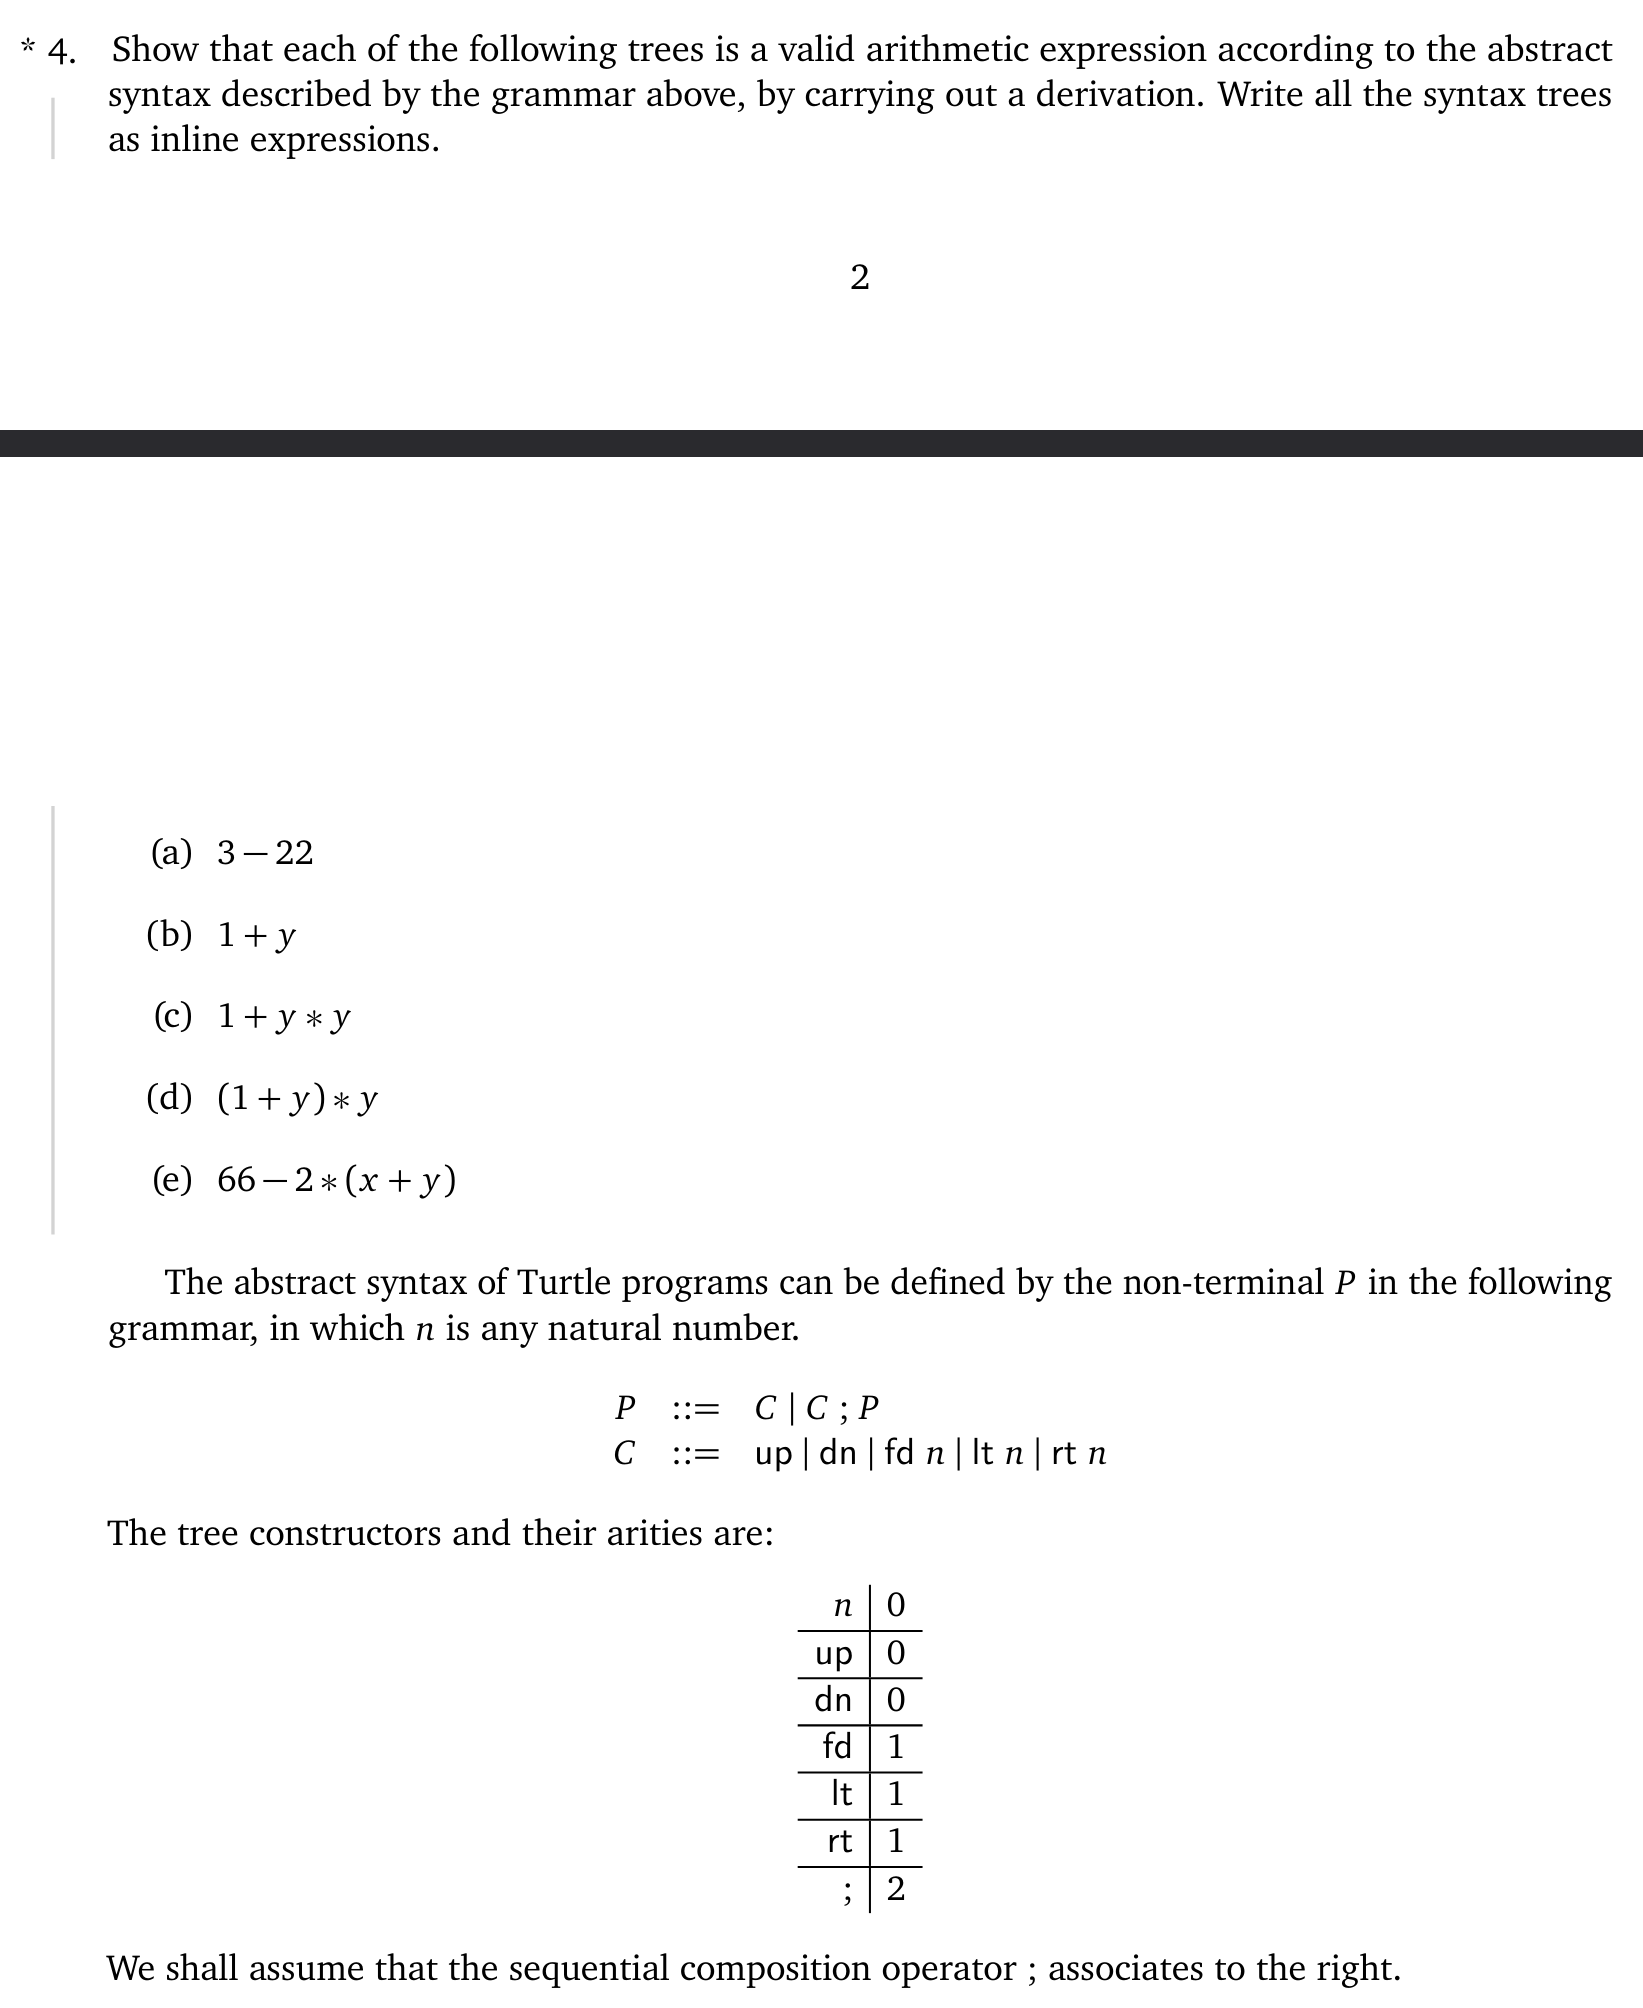 * 4. Show that each of the following trees is a valid arithmetic expression according to the abstract
syntax described by the grammar above, by carrying out a derivation. Write all the syntax trees
as inline expressions.
2
(a) 3 − 22
(b) 1 + y
(c) 1 + y ∗ y
(d) (1 + y) ∗ y
(e) 66 − 2 ∗ (x + y)
The abstract syntax of Turtle programs can be defined by the non-terminal P in the following
grammar, in which n is any natural number.
P ::= C | C ; P
C ::= up | dn | fd n | lt n | rt n
The tree constructors and their arities are:
n | 0
up | 0
dn | 0
fd | 1
lt | 1
rt | 1
; | 2
We shall assume that the sequential composition operator ; associates to the right.